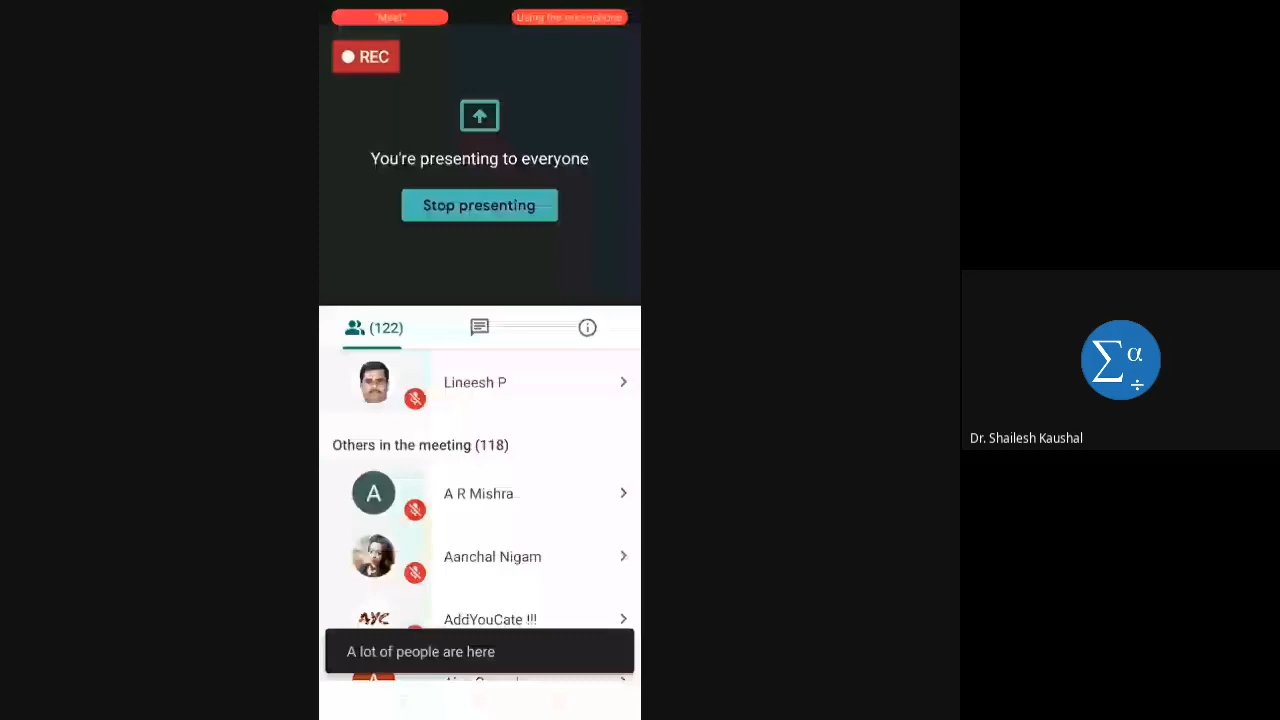 "Meet"
Using the microphone
REC
You're presenting to everyone
Stop presenting
(122)
Lineesh P
Others in the meeting (118)
A
A R Mishra
Aanchal Nigam
AYC
AddYouCate !!!
A lot of people are here
A
Σ α ÷
Dr. Shailesh Kaushal